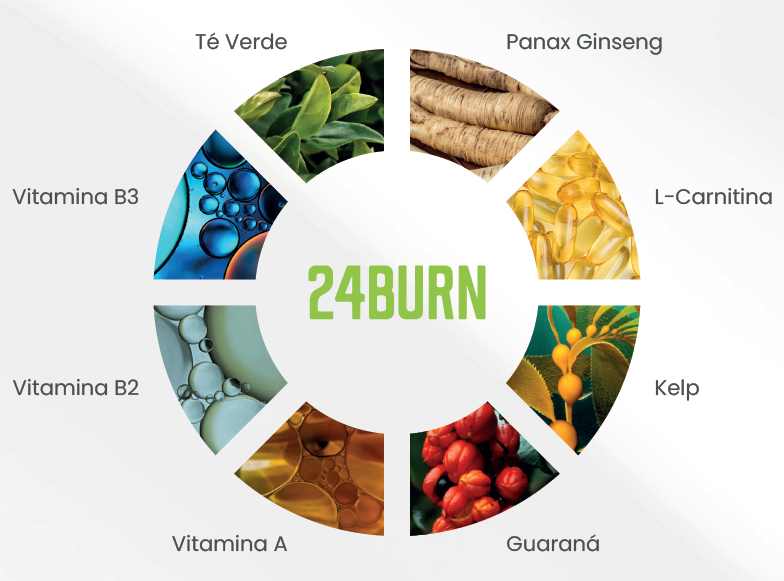 Té Verde
Panax Ginseng
Vitamina B3
L-Carnitina
24BURN
Vitamina B2
Kelp
Vitamina A
Guaraná